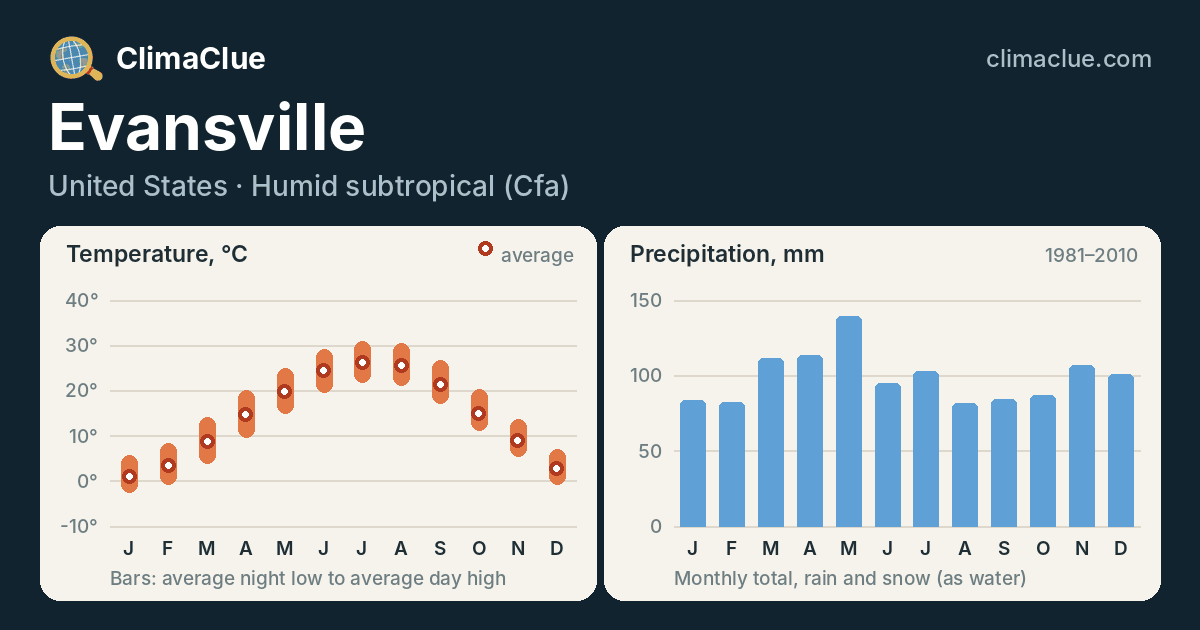 ClimaClue
climaclue.com
Evansville
United States · Humid subtropical (Cfa)
Temperature, °C
average
40°
30°
20°
10°
0°
-10°
J F M A M J J A S O N D
Bars: average night low to average day high
Precipitation, mm
1981–2010
150
100
50
0
J F M A M J J A S O N D
Monthly total, rain and snow (as water)